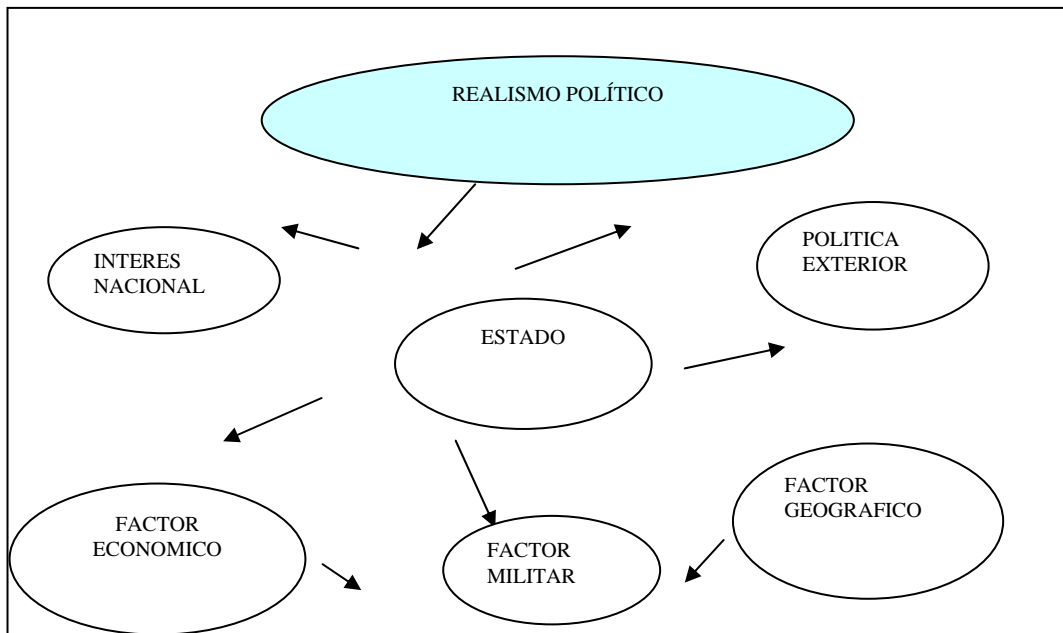 REALISMO POLÍTICO
INTERES
NACIONAL
POLITICA
EXTERIOR
ESTADO
FACTOR
ECONOMICO
FACTOR
MILITAR
FACTOR
GEOGRAFICO